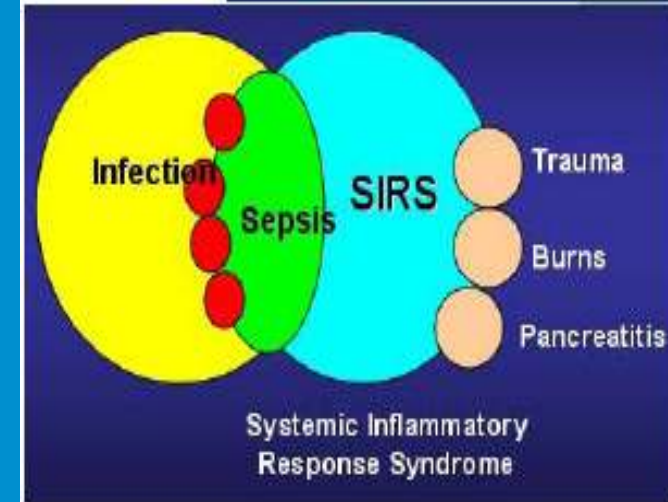 Infection
Sepsis
SIRS
Trauma
Burns
Pancreatitis
Systemic Inflammatory
Response Syndrome